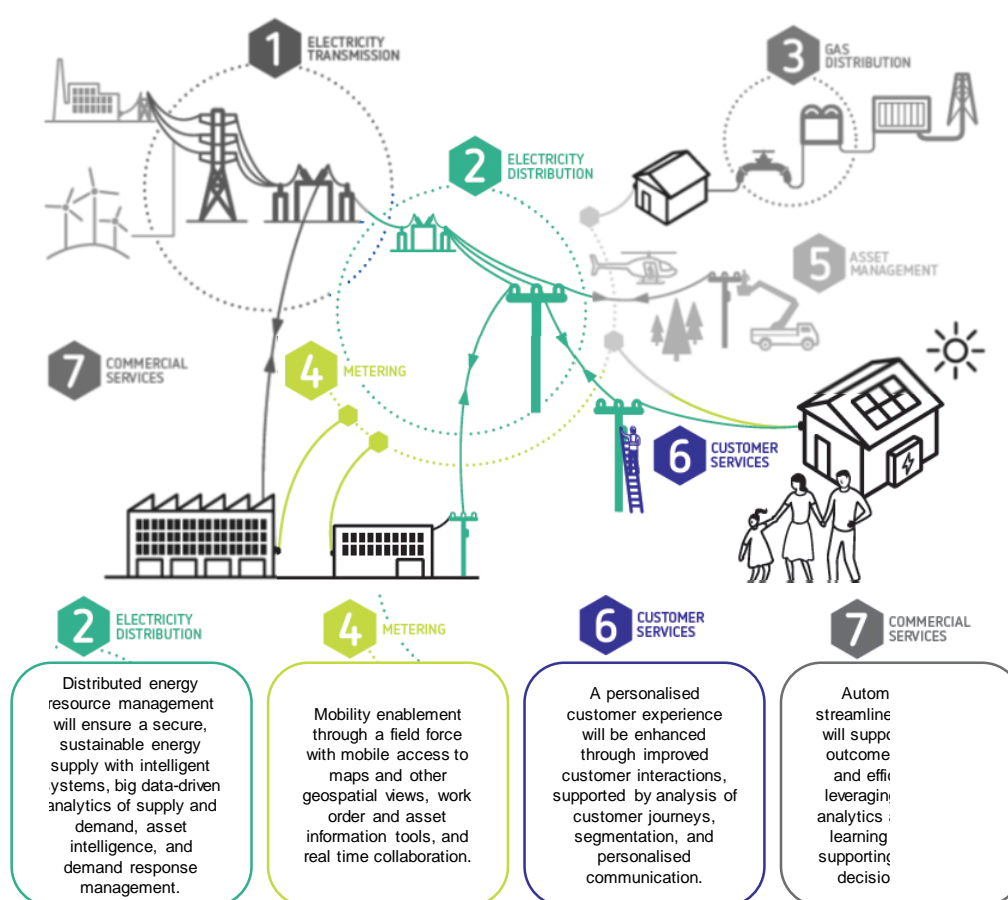 1 ELECTRICITY
TRANSMISSION
3 GAS
DISTRIBUTION
2 ELECTRICITY
DISTRIBUTION
5 ASSET
MANAGEMENT
7 COMMERCIAL
SERVICES
4 METERING
6 CUSTOMER
SERVICES
2 ELECTRICITY
DISTRIBUTION
Distributed energy
resource management
will ensure a secure,
sustainable energy
supply with intelligent
ystems, big data-driven
analytics of supply and
demand, asset
intelligence, and
demand response
management.
4 METERING
Mobility enablement
through a field force
with mobile access to
maps and other
geospatial views, work
order and asset
information tools, and
real time collaboration.
6 CUSTOMER
SERVICES
A personalised
customer experience
will be enhanced
through improved
customer interactions,
supported by analysis of
customer journeys,
segmentation, and
personalised
communication.
7 COMMERCIAL
SERVICES
Autom
streamline
will suppo
outcome
and effic
leveraging
analytics
learning
supporting
decisio